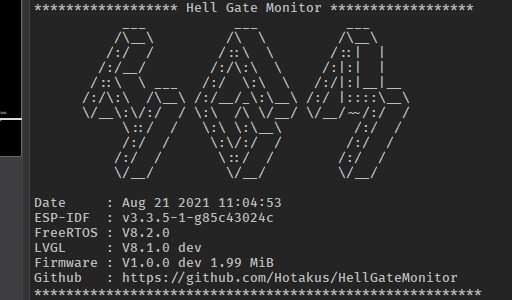 ****************** Hell Gate Monitor ******************
Date     : Aug 21 2021 11:04:53
ESP-IDF  : v3.3.5-1-g85c43024c
FreeRTOS : V8.2.0
LVGL     : V8.1.0 dev
Firmware : V1.0.0 dev 1.99 MiB
Github   : https://github.com/Hotakus/HellGateMonitor
*******************************************************